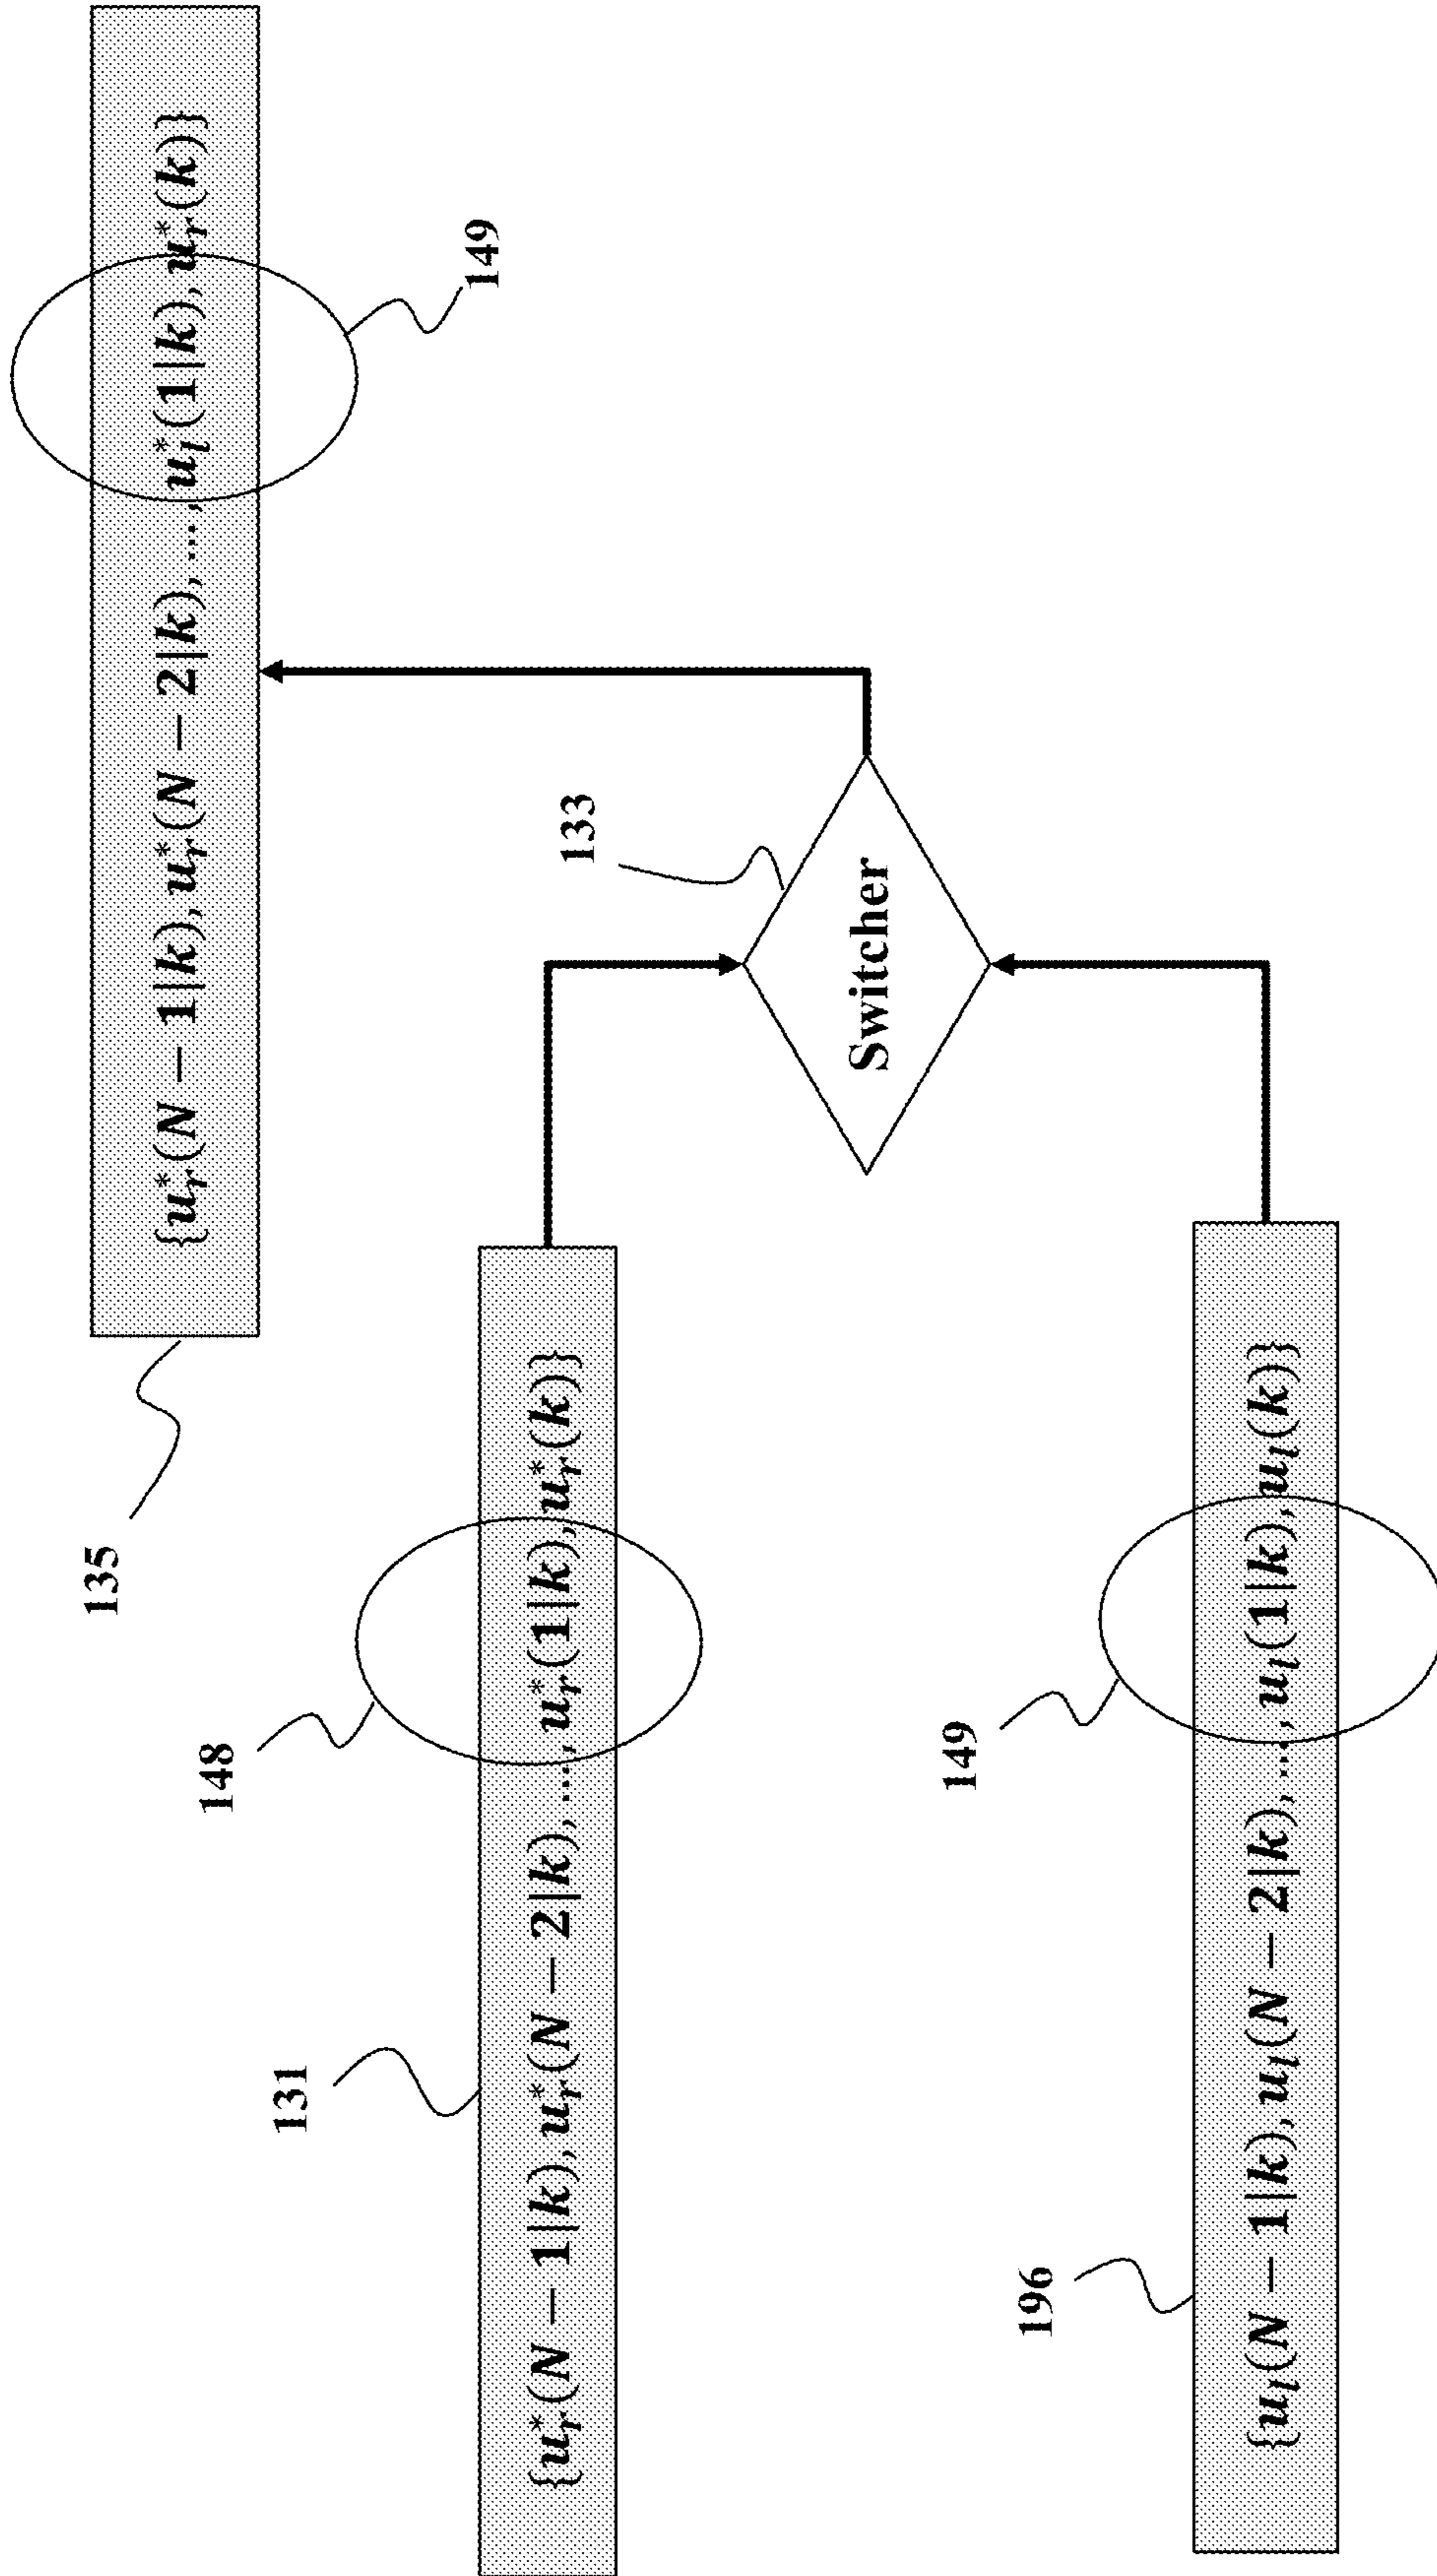 135
{u_r^*(N − 1|k), u_r^*(N − 2|k), ..., u_l^*(1|k), u_r^*(k)}
149
148
131
{u_r^*(N − 1|k), u_r^*(N − 2|k), ..., u_r^*(1|k), u_r^*(k)}
133
Switcher
149
196
{u_l(N − 1|k), u_l(N − 2|k), ..., u_l(1|k), u_l(k)}